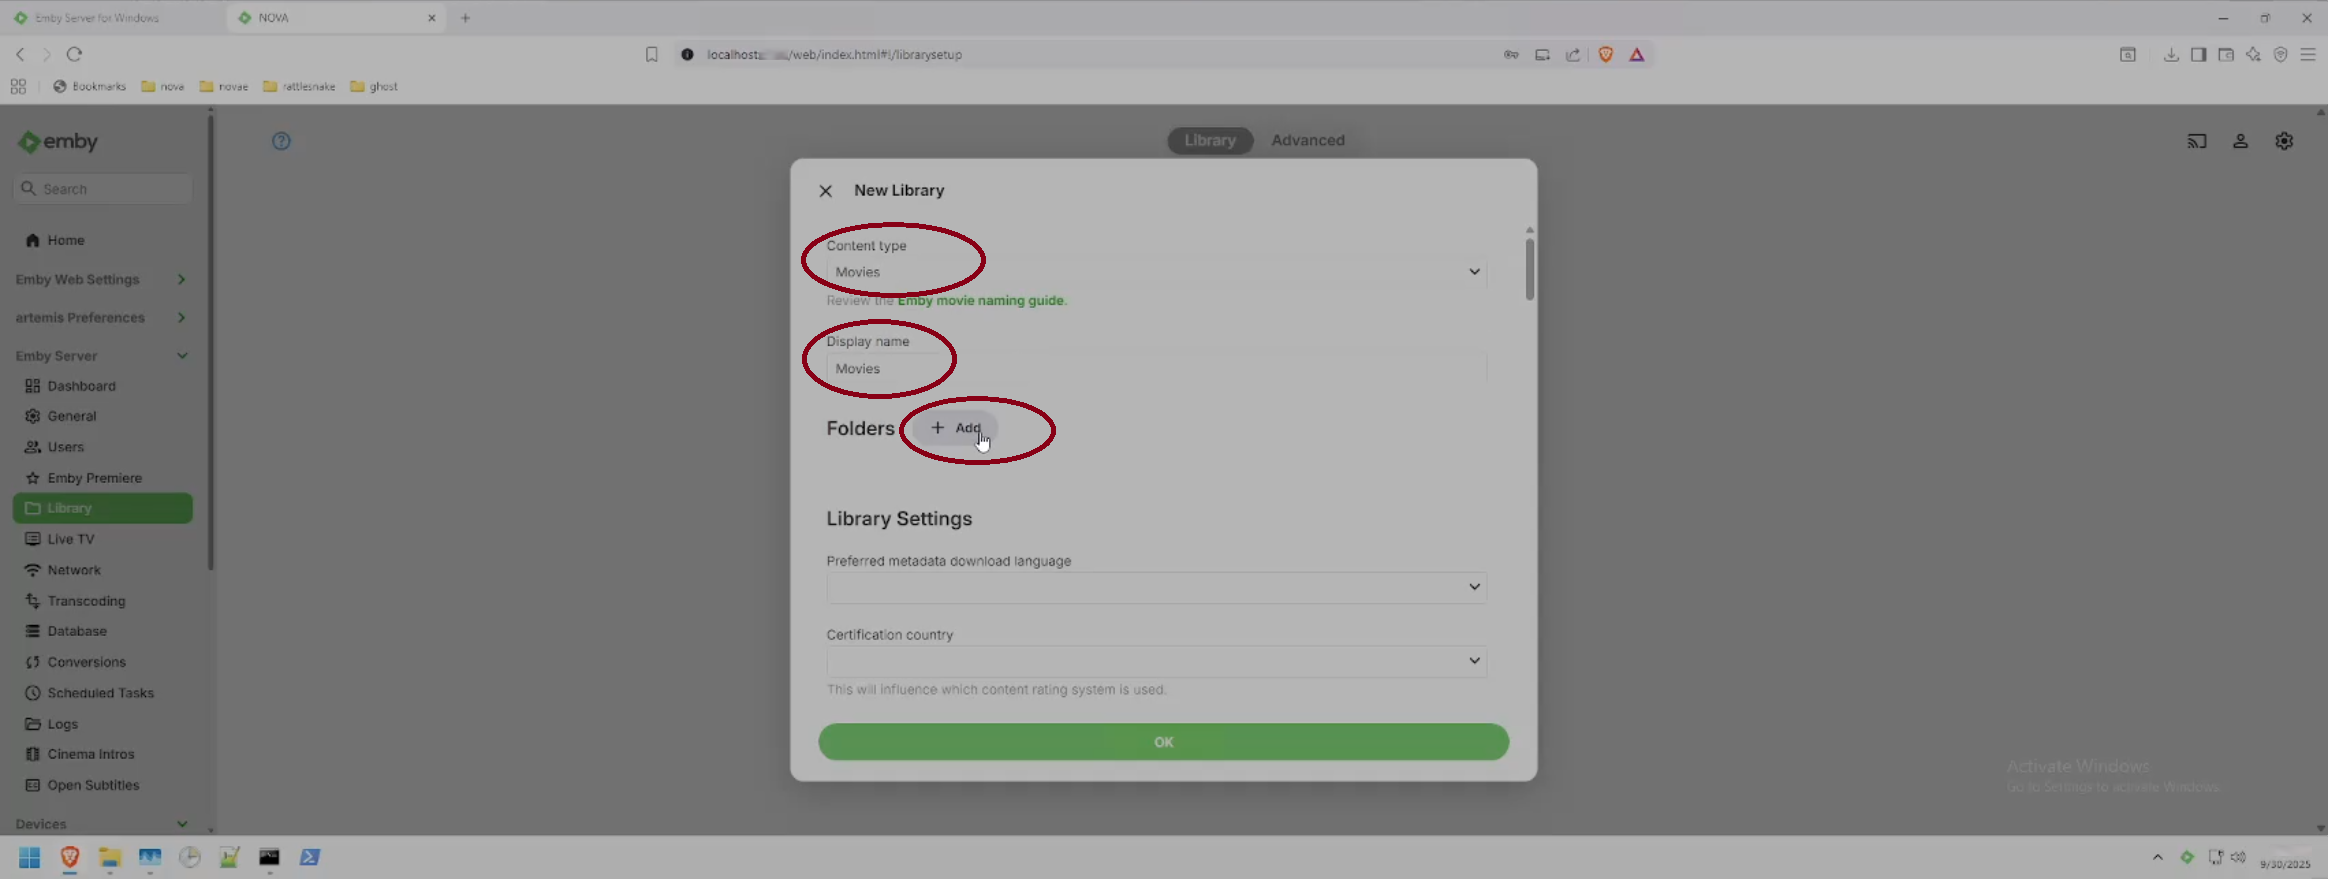 Emby Server for Windows
NOVA
localhost: /web/index.html#!/librarysetup
Bookmarks nova novae rattlesnake ghost
emby
Library Advanced
Search
Home
Emby Web Settings
artemis Preferences
Emby Server
Dashboard
General
Users
Emby Premiere
Library
Live TV
Network
Transcoding
Database
Conversions
Scheduled Tasks
Logs
Cinema Intros
Open Subtitles
Devices
New Library
Content type
Movies
Review the Emby movie naming guide.
Display name
Movies
Folders + Add
Library Settings
Preferred metadata download language
Certification country
This will influence which content rating system is used.
OK
Activate Windows
Go to Settings to activate Windows.
9/30/2025